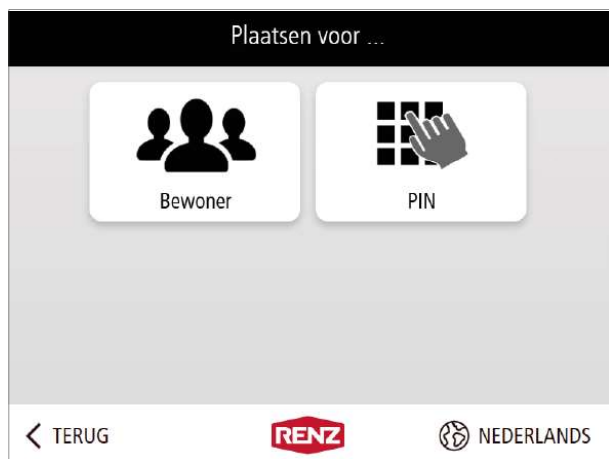 Plaatsen voor ...
Bewoner
PIN
TERUG
RENZ
NEDERLANDS